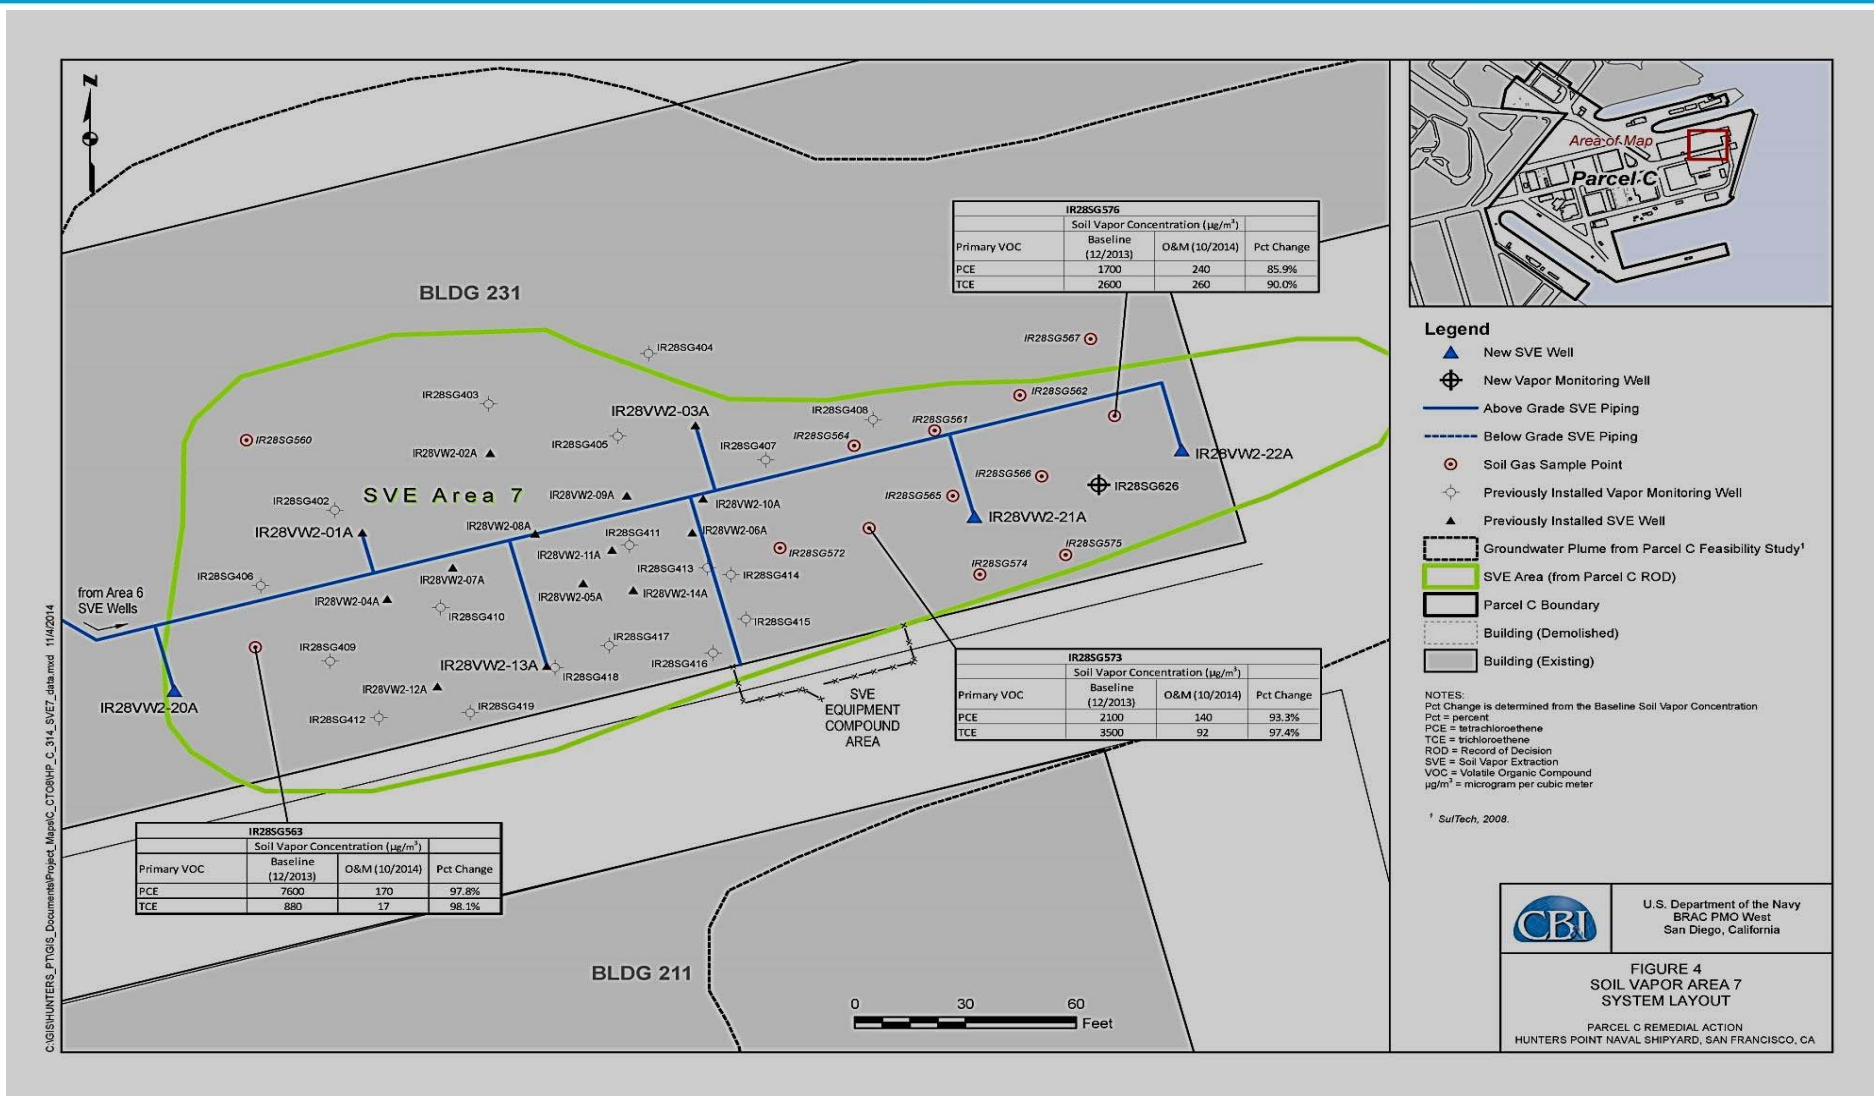 N
BLDG 231
IR28SG576
Soil Vapor Concentration (µg/m³)
Primary VOC Baseline (12/2013) O&M (10/2014) Pct Change
PCE 1700 240 85.9%
TCE 2600 260 90.0%
IR28SG567
IR28SG404
IR28SG403
IR28SG562
IR28VW2-03A
IR28SG408
IR28SG561
IR28SG560
IR28SG405
IR28SG564
IR28SG407
IR28VW2-02A
IR28VW2-22A
SVE Area 7
IR28VW2-09A
IR28SG566
IR28SG565
IR28SG626
IR28SG402
IR28VW2-10A
IR28VW2-21A
IR28VW2-01A
IR28VW2-08A
IR28SG411
IR28VW2-06A
IR28VW2-11A
IR28SG572
IR28SG575
IR28SG574
IR28SG406
IR28VW2-07A
IR28SG413
IR28SG414
from Area 6
SVE Wells
IR28VW2-04A
IR28VW2-05A
IR28VW2-14A
IR28SG410
IR28SG415
IR28SG409
IR28SG417
IR28VW2-13A
IR28SG416
IR28SG418
IR28VW2-12A
IR28VW2-20A
IR28SG412
IR28SG419
SVE
EQUIPMENT
COMPOUND
AREA
IR28SG573
Soil Vapor Concentration (µg/m³)
Primary VOC Baseline (12/2013) O&M (10/2014) Pct Change
PCE 2100 140 93.3%
TCE 3500 92 97.4%
IR28SG563
Soil Vapor Concentration (µg/m³)
Primary VOC Baseline (12/2013) O&M (10/2014) Pct Change
PCE 7600 170 97.8%
TCE 880 17 98.1%
BLDG 211
0 30 60
Feet
C:\GIS\HUNTERS_PT\GIS_Documents\Project_Maps\C_CTO8\HP_C_314_SVE7_data.mxd 11/4/2014
Area of Map
Parcel C
Legend
New SVE Well
New Vapor Monitoring Well
Above Grade SVE Piping
Below Grade SVE Piping
Soil Gas Sample Point
Previously Installed Vapor Monitoring Well
Previously Installed SVE Well
Groundwater Plume from Parcel C Feasibility Study¹
SVE Area (from Parcel C ROD)
Parcel C Boundary
Building (Demolished)
Building (Existing)
NOTES:
Pct Change is determined from the Baseline Soil Vapor Concentration
Pct = percent
PCE = tetrachloroethene
TCE = trichloroethene
ROD = Record of Decision
SVE = Soil Vapor Extraction
VOC = Volatile Organic Compound
µg/m³ = microgram per cubic meter
¹ SulTech, 2008.
CB&I
U.S. Department of the Navy
BRAC PMO West
San Diego, California
FIGURE 4
SOIL VAPOR AREA 7
SYSTEM LAYOUT
PARCEL C REMEDIAL ACTION
HUNTERS POINT NAVAL SHIPYARD, SAN FRANCISCO, CA